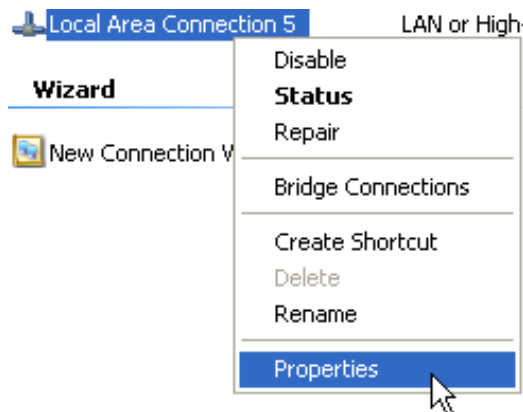 Local Area Connection 5 LAN or High-
Disable
Wizard
Status
Repair
New Connection
Bridge Connections
Create Shortcut
Delete
Rename
Properties